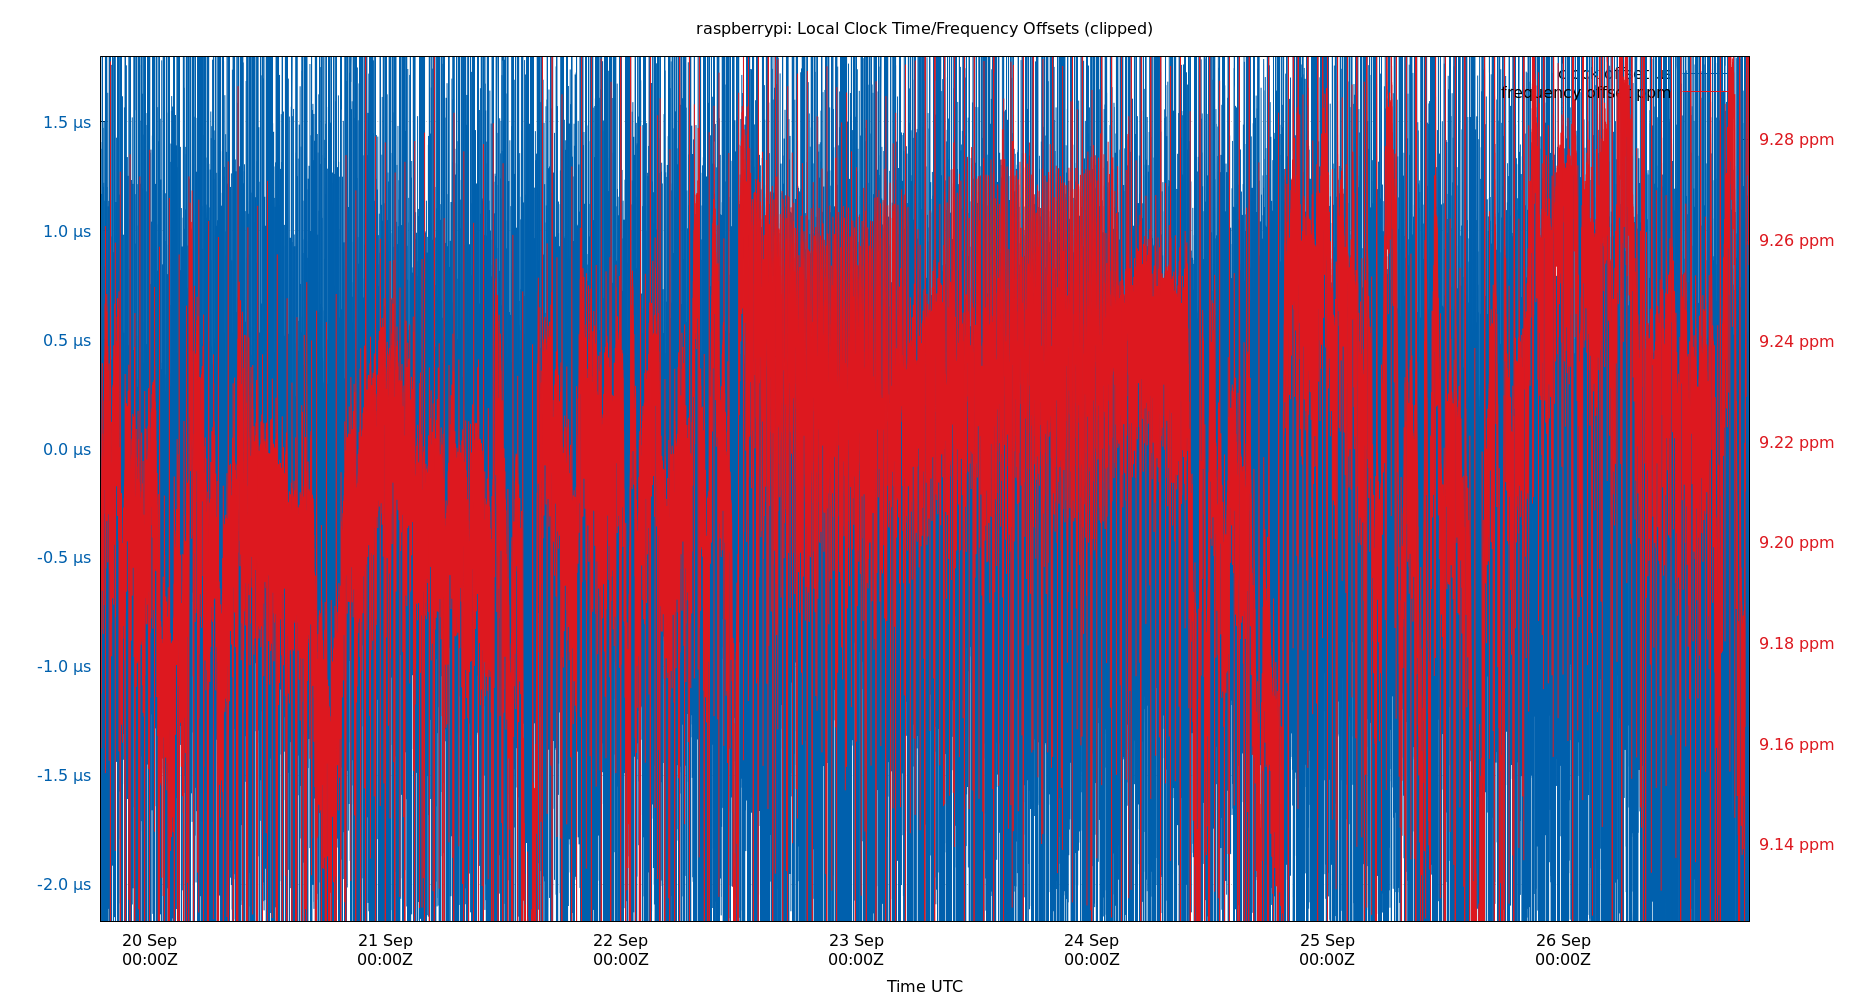 raspberrypi: Local Clock Time/Frequency Offsets (clipped)
clock offset us
frequency offset ppm
1.5 μs
1.0 μs
0.5 μs
0.0 μs
-0.5 μs
-1.0 μs
-1.5 μs
-2.0 μs
9.28 ppm
9.26 ppm
9.24 ppm
9.22 ppm
9.20 ppm
9.18 ppm
9.16 ppm
9.14 ppm
20 Sep
00:00Z
21 Sep
00:00Z
22 Sep
00:00Z
23 Sep
00:00Z
24 Sep
00:00Z
25 Sep
00:00Z
26 Sep
00:00Z
Time UTC